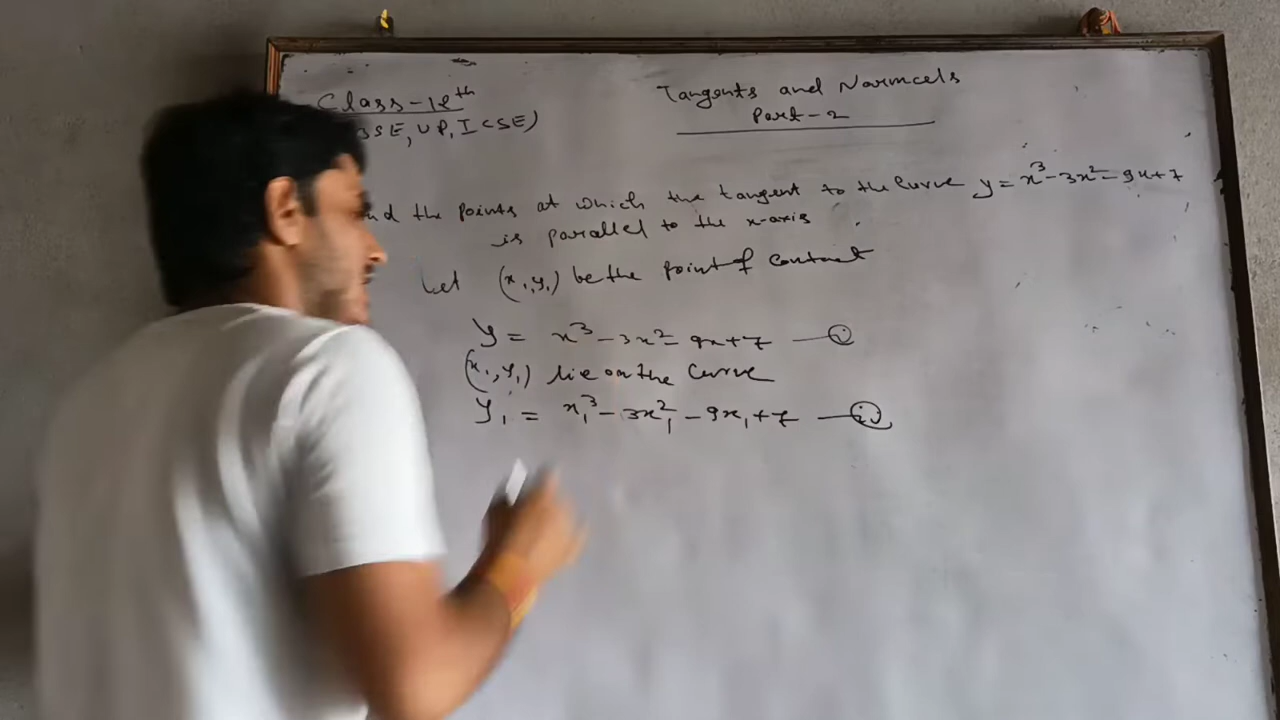 Class-12th
Tangents and Normals
Part-2
BSE, UP, ICSE)
nd the points at which the tangent to the curve y = x³ - 3x² - 9x + 7
is parallel to the x-axis
Let (x₁, y₁) be the point of contact
y = x³ - 3x² - 9x + 7 — (i)
(x₁, y₁) lie on the curve
y₁ = x₁³ - 3x₁² - 9x₁ + 7 — (ii)